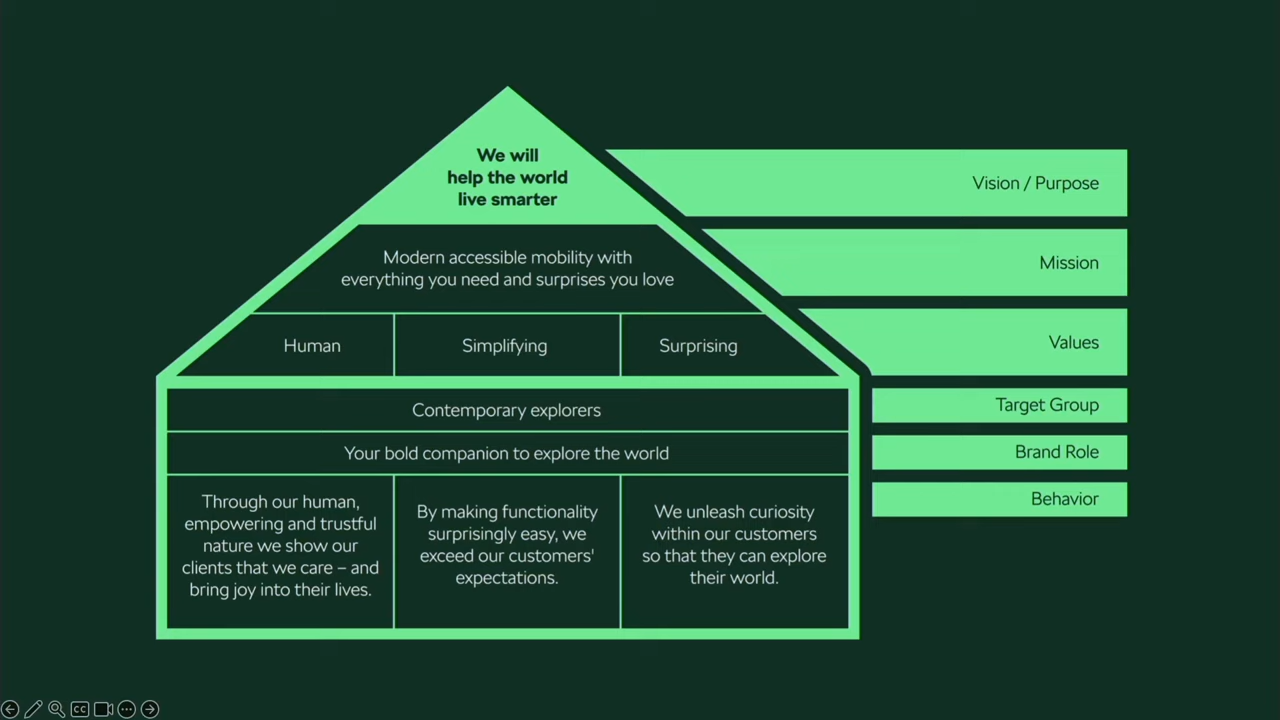 We will
help the world
live smarter
Vision / Purpose
Modern accessible mobility with
everything you need and surprises you love
Mission
Human
Simplifying
Surprising
Values
Contemporary explorers
Target Group
Your bold companion to explore the world
Brand Role
Through our human,
empowering and trustful
nature we show our
clients that we care – and
bring joy into their lives.
By making functionality
surprisingly easy, we
exceed our customers'
expectations.
We unleash curiosity
within our customers
so that they can explore
their world.
Behavior
CC